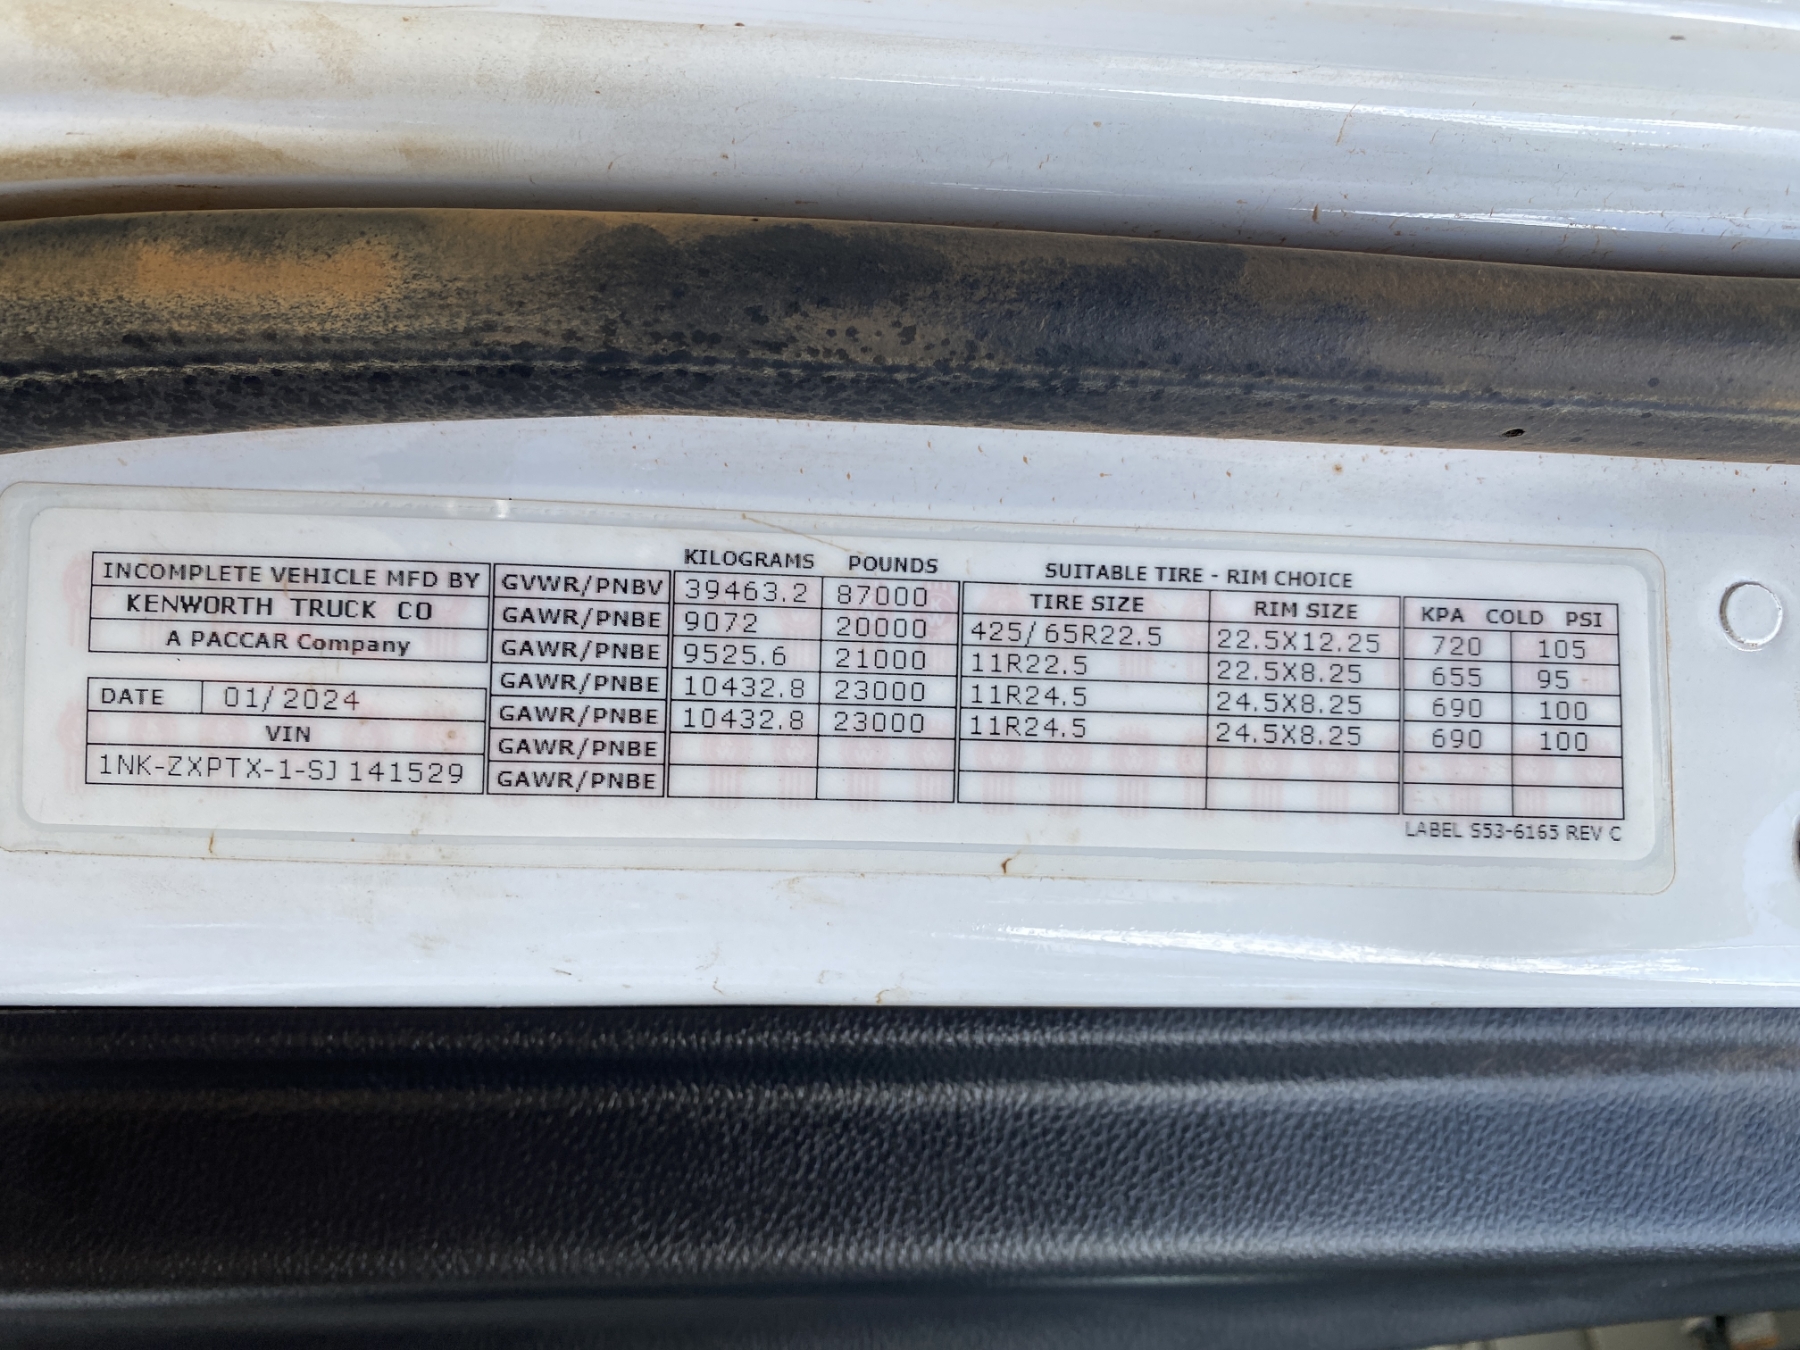 KILOGRAMS POUNDS SUITABLE TIRE - RIM CHOICE
INCOMPLETE VEHICLE MFD BY GVWR/PNBV 39463.2 87000 TIRE SIZE RIM SIZE KPA COLD PSI
KENWORTH TRUCK CO GAWR/PNBE 9072 20000 425/65R22.5 22.5X12.25 720 105
A PACCAR Company GAWR/PNBE 9525.6 21000 11R22.5 22.5X8.25 655 95
DATE 01/2024 GAWR/PNBE 10432.8 23000 11R24.5 24.5X8.25 690 100
VIN GAWR/PNBE 10432.8 23000 11R24.5 24.5X8.25 690 100
1NK-ZXPTX-1-SJ141529 GAWR/PNBE
GAWR/PNBE
LABEL S53-6165 REV C